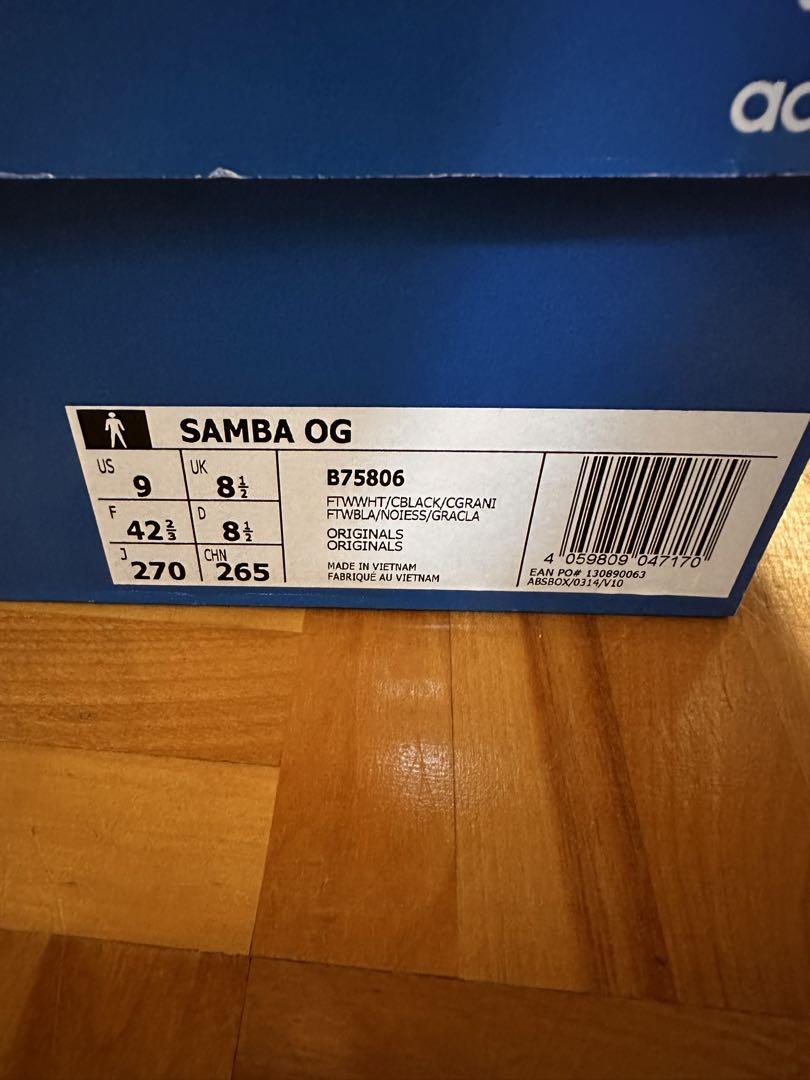 SAMBA OG
US 9
UK 8½
F 42⅔
D 8½
J 270
CHN 265
B75806
FTWWHT/CBLACK/CGRANI
FTWBLA/NOIESS/GRACLA
ORIGINALS
ORIGINALS
MADE IN VIETNAM
FABRIQUÉ AU VIETNAM
4 059809 047170
EAN PO# 130890063
ABSBOX/0314/V10